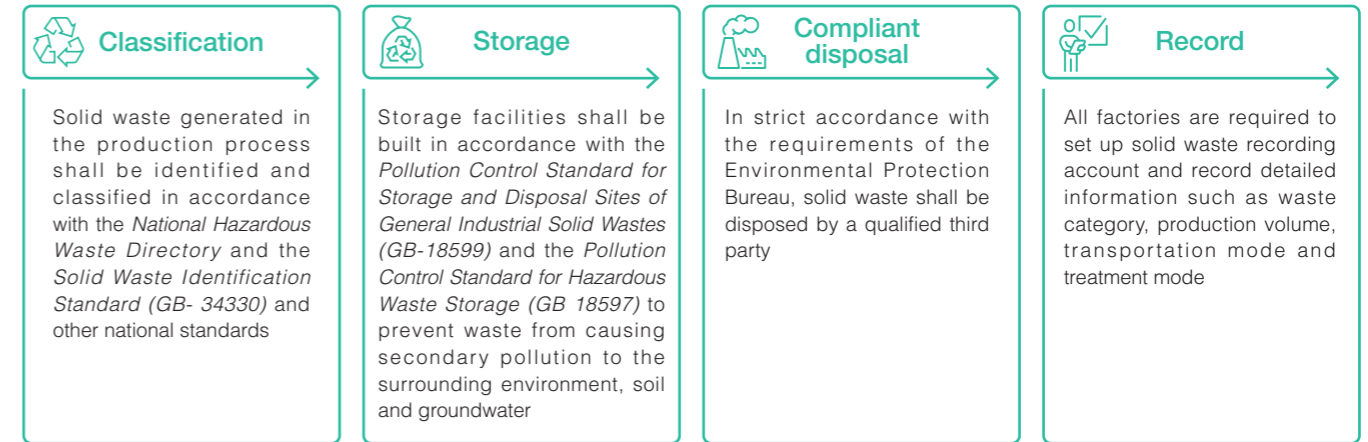 Classification
Solid waste generated in
the production process
shall be identified and
classified in accordance
with the National Hazardous
Waste Directory and the
Solid Waste Identification
Standard (GB- 34330) and
other national standards
Storage
Storage facilities shall be
built in accordance with the
Pollution Control Standard for
Storage and Disposal Sites of
General Industrial Solid Wastes
(GB-18599) and the Pollution
Control Standard for Hazardous
Waste Storage (GB 18597) to
prevent waste from causing
secondary pollution to the
surrounding environment, soil
and groundwater
Compliant
disposal
In strict accordance with
the requirements of the
Environmental Protection
Bureau, solid waste shall be
disposed by a qualified third
party
Record
All factories are required to
set up solid waste recording
account and record detailed
information such as waste
category, production volume,
transportation mode and
treatment mode